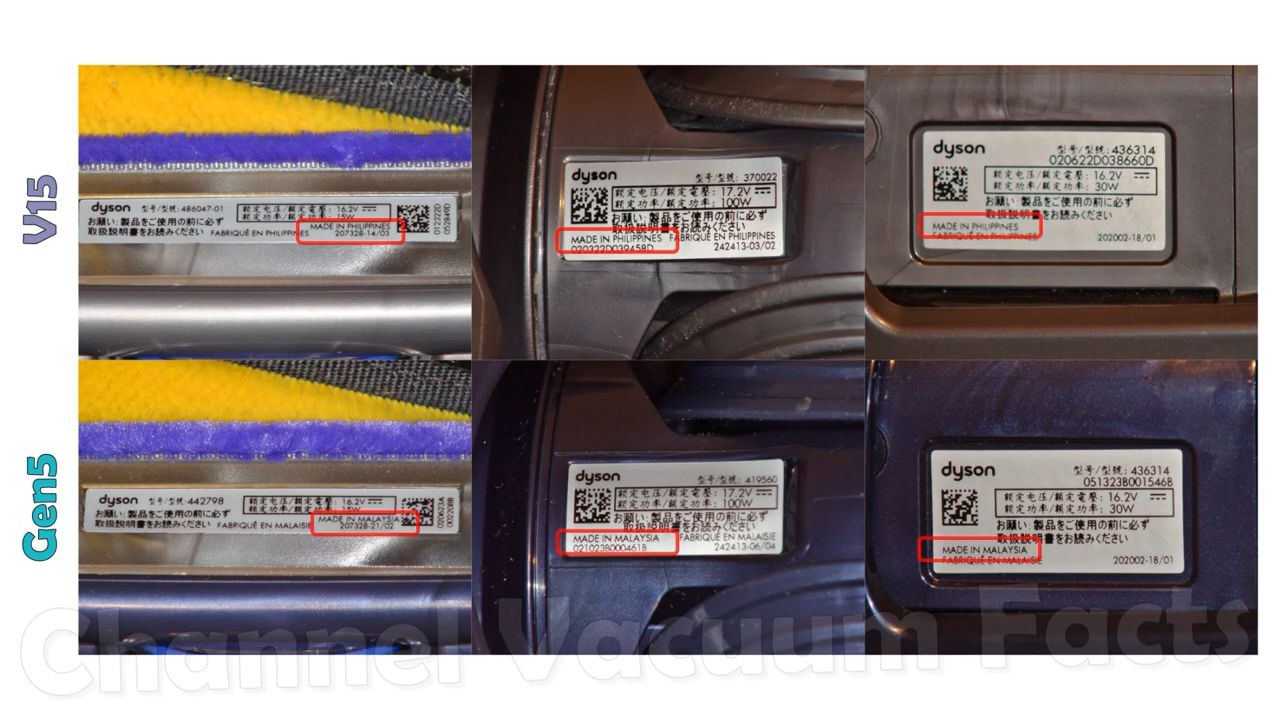 V15
dyson 型号/型號: 486047-01
额定电压/額定電壓: 16.2V
额定功率/額定功率: 15W
お願い: 製品をご使用の前に必ず
取扱説明書をお読みください
FABRIQUÉ EN PHILIPPINES
MADE IN PHILIPPINES
207328-14/03
dyson 型号/型號: 370022
额定电压/額定電壓: 17.2V
额定功率/額定功率: 100W
お願い: 製品をご使用の前に必ず
取扱説明書をお読みください
MADE IN PHILIPPINES FABRIQUÉ EN PHILIPPINES
020322D039458D 242413-03/02
dyson 型号/型號: 436314
020622D038660D
额定电压/額定電壓: 16.2V
额定功率/額定功率: 30W
お願い: 製品をご使用の前に必ず
取扱説明書をお読みください
MADE IN PHILIPPINES
FABRIQUÉ EN PHILIPPINES 202002-18/01
Gen5
dyson 型号/型號: 442798
额定电压/額定電壓: 16.2V
额定功率/額定功率: 15W
お願い: 製品をご使用の前に必ず
取扱説明書をお読みください
FABRIQUÉ EN MALAISIE
MADE IN MALAYSIA
207328-21/02
dyson 型号/型號: 419560
额定电压/額定電壓: 17.2V
额定功率/額定功率: 100W
お願い: 製品をご使用の前に必ず
取扱説明書をお読みください
MADE IN MALAYSIA FABRIQUÉ EN MALAISIE
021023B000461B 242413-06/04
dyson 型号/型號: 436314
051323B001546B
额定电压/額定電壓: 16.2V
额定功率/額定功率: 30W
お願い: 製品をご使用の前に必ず
取扱説明書をお読みください
MADE IN MALAYSIA
FABRIQUÉ EN MALAISIE 202002-18/01
Channel Vacuum Facts